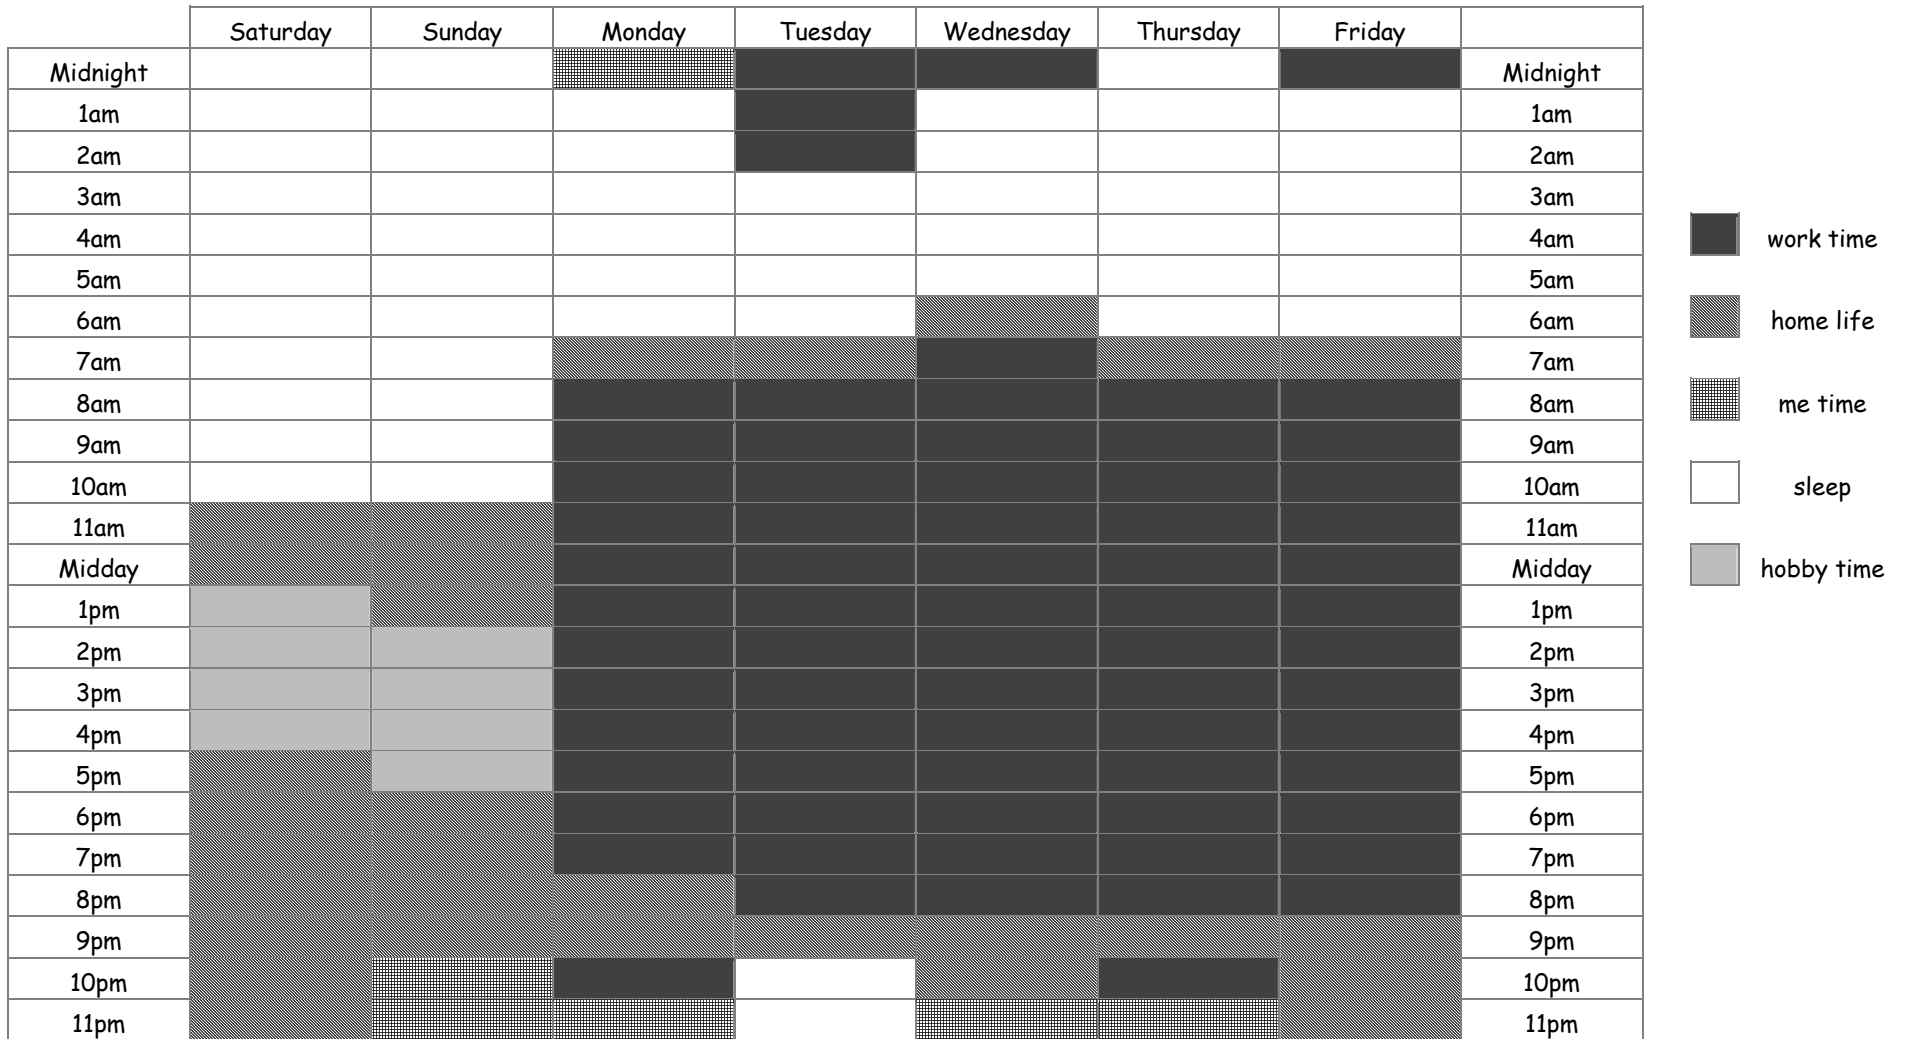 Saturday Sunday Monday Tuesday Wednesday Thursday Friday
Midnight Midnight
1am 1am
2am 2am
3am 3am
4am 4am
5am 5am
6am 6am
7am 7am
8am 8am
9am 9am
10am 10am
11am 11am
Midday Midday
1pm 1pm
2pm 2pm
3pm 3pm
4pm 4pm
5pm 5pm
6pm 6pm
7pm 7pm
8pm 8pm
9pm 9pm
10pm 10pm
11pm 11pm
work time
home life
me time
sleep
hobby time